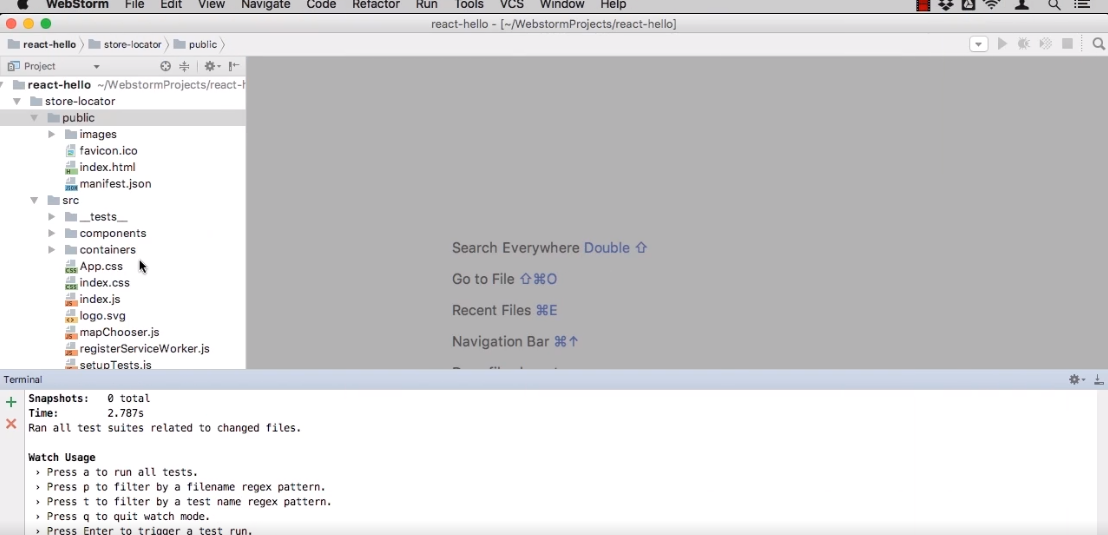 WebStorm File Edit View Navigate Code Refactor Run Tools VCS Window Help
react-hello - [~/WebstormProjects/react-hello]
react-hello store-locator public
Project
react-hello ~/WebstormProjects/react-h
store-locator
public
images
favicon.ico
index.html
manifest.json
src
__tests__
components
containers
App.css
index.css
index.js
logo.svg
mapChooser.js
registerServiceWorker.js
setupTests.js
Search Everywhere Double ⇧
Go to File ⇧⌘O
Recent Files ⌘E
Navigation Bar ⌘↑
Terminal
Snapshots: 0 total
Time: 2.787s
Ran all test suites related to changed files.
Watch Usage
› Press a to run all tests.
› Press p to filter by a filename regex pattern.
› Press t to filter by a test name regex pattern.
› Press q to quit watch mode.
› Press Enter to trigger a test run.